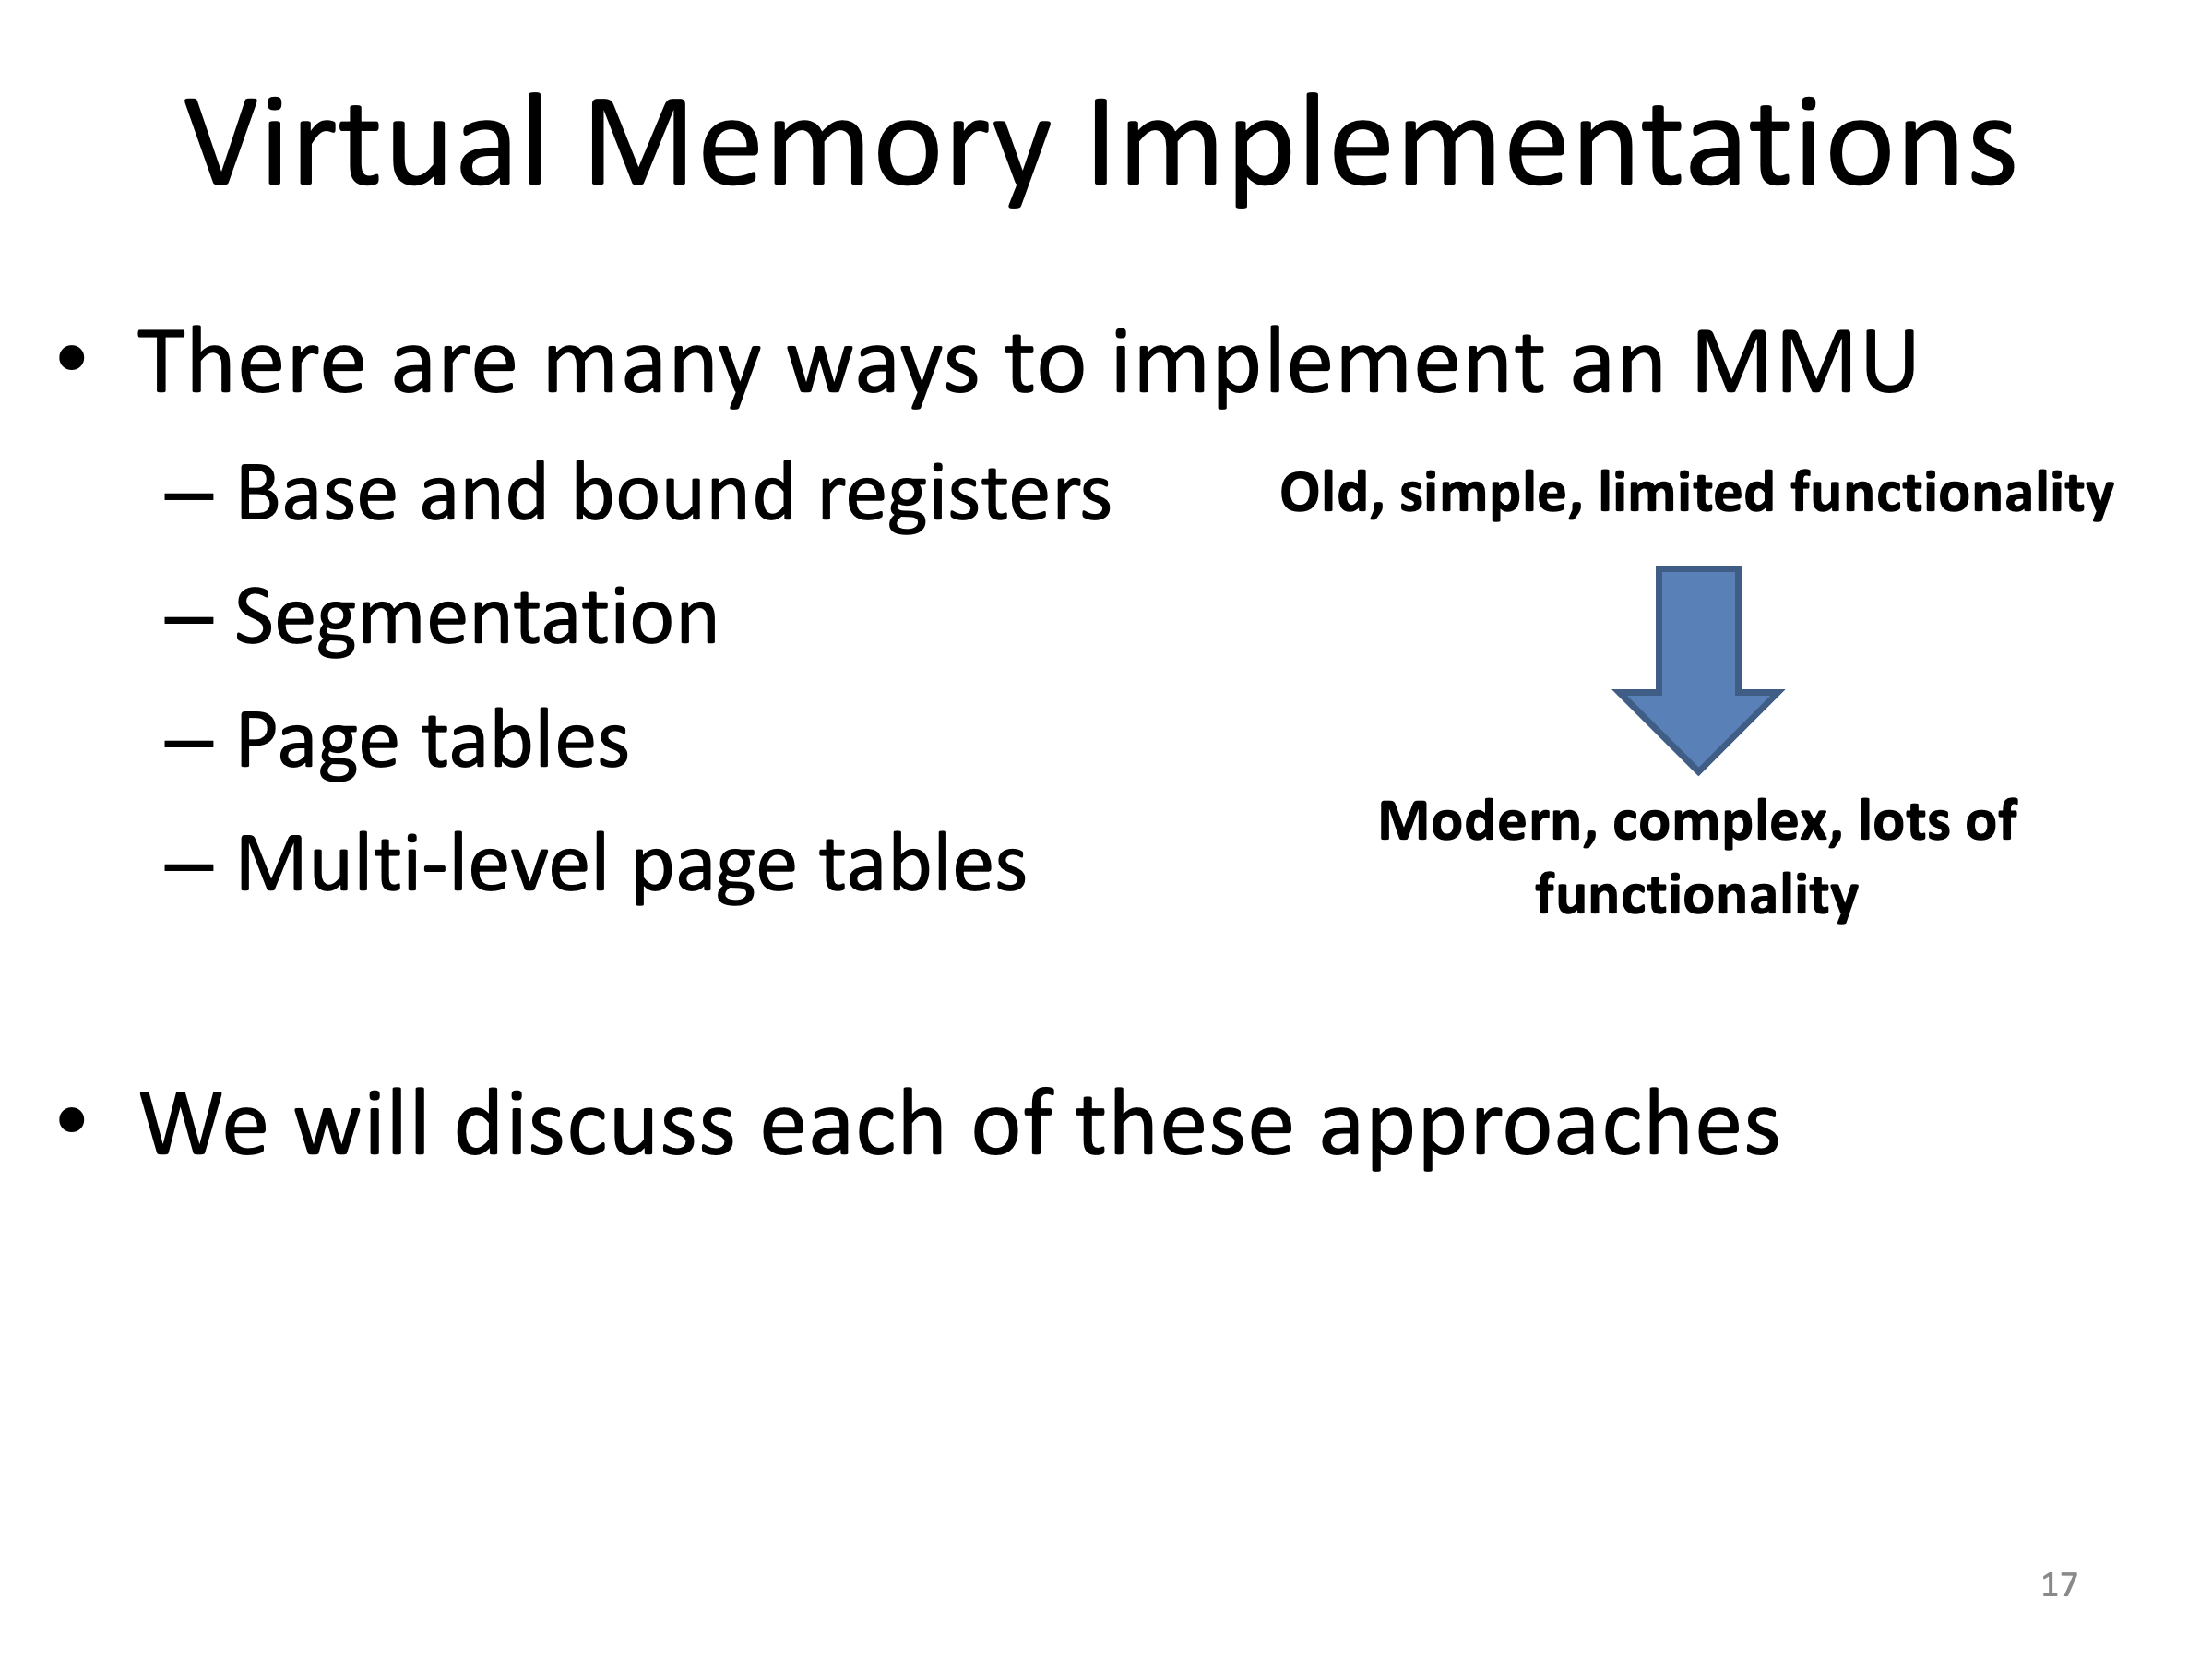 Virtual Memory Implementations
• There are many ways to implement an MMU
– Base and bound registers
Old, simple, limited functionality
– Segmentation
– Page tables
– Multi-level page tables
Modern, complex, lots of
functionality
• We will discuss each of these approaches
17